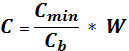 C = C_min / C_b * W